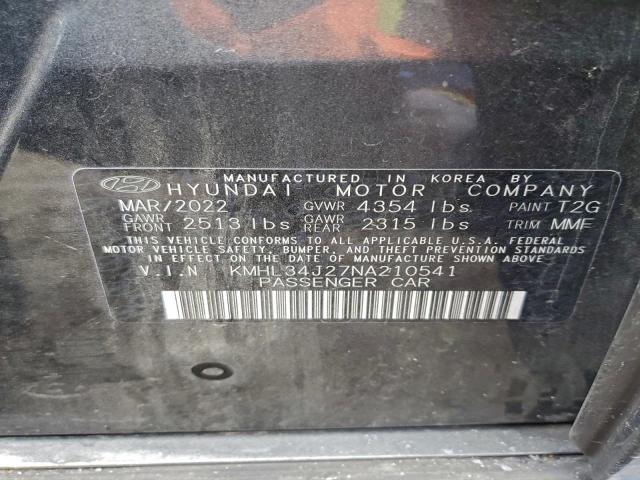 MANUFACTURED IN KOREA BY
HYUNDAI MOTOR COMPANY
MAR/2022 GVWR 4354 lbs PAINT T2G
GAWR FRONT 2513 lbs GAWR REAR 2315 lbs TRIM MMF
THIS VEHICLE CONFORMS TO ALL APPLICABLE U.S.A. FEDERAL
MOTOR VEHICLE SAFETY, BUMPER, AND THEFT PREVENTION STANDARDS
IN EFFECT ON THE DATE OF MANUFACTURE SHOWN ABOVE.
V.I.N KMHL34J27NA210541
PASSENGER CAR